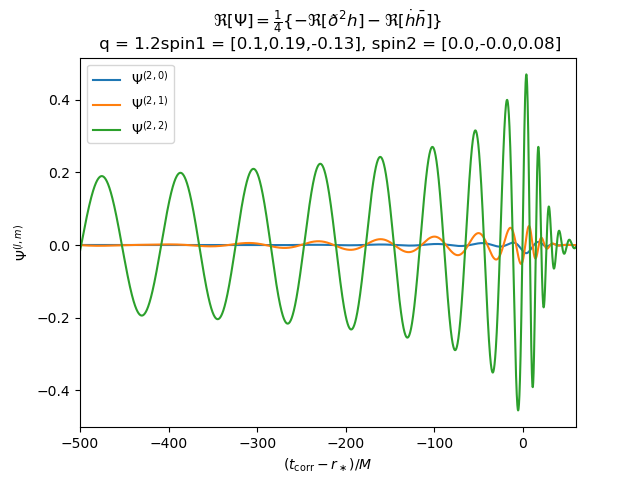 ℜ[Ψ] = 1/4{−ℜ[ð²h] − ℜ[ḣh̄]}
q = 1.2spin1 = [0.1,0.19,-0.13], spin2 = [0.0,-0.0,0.08]
Ψ^(2,0)
Ψ^(2,1)
Ψ^(2,2)
0.4
0.2
0.0
−0.2
−0.4
Ψ^(l,m)
−500 −400 −300 −200 −100 0
(t_corr − r_*)/M